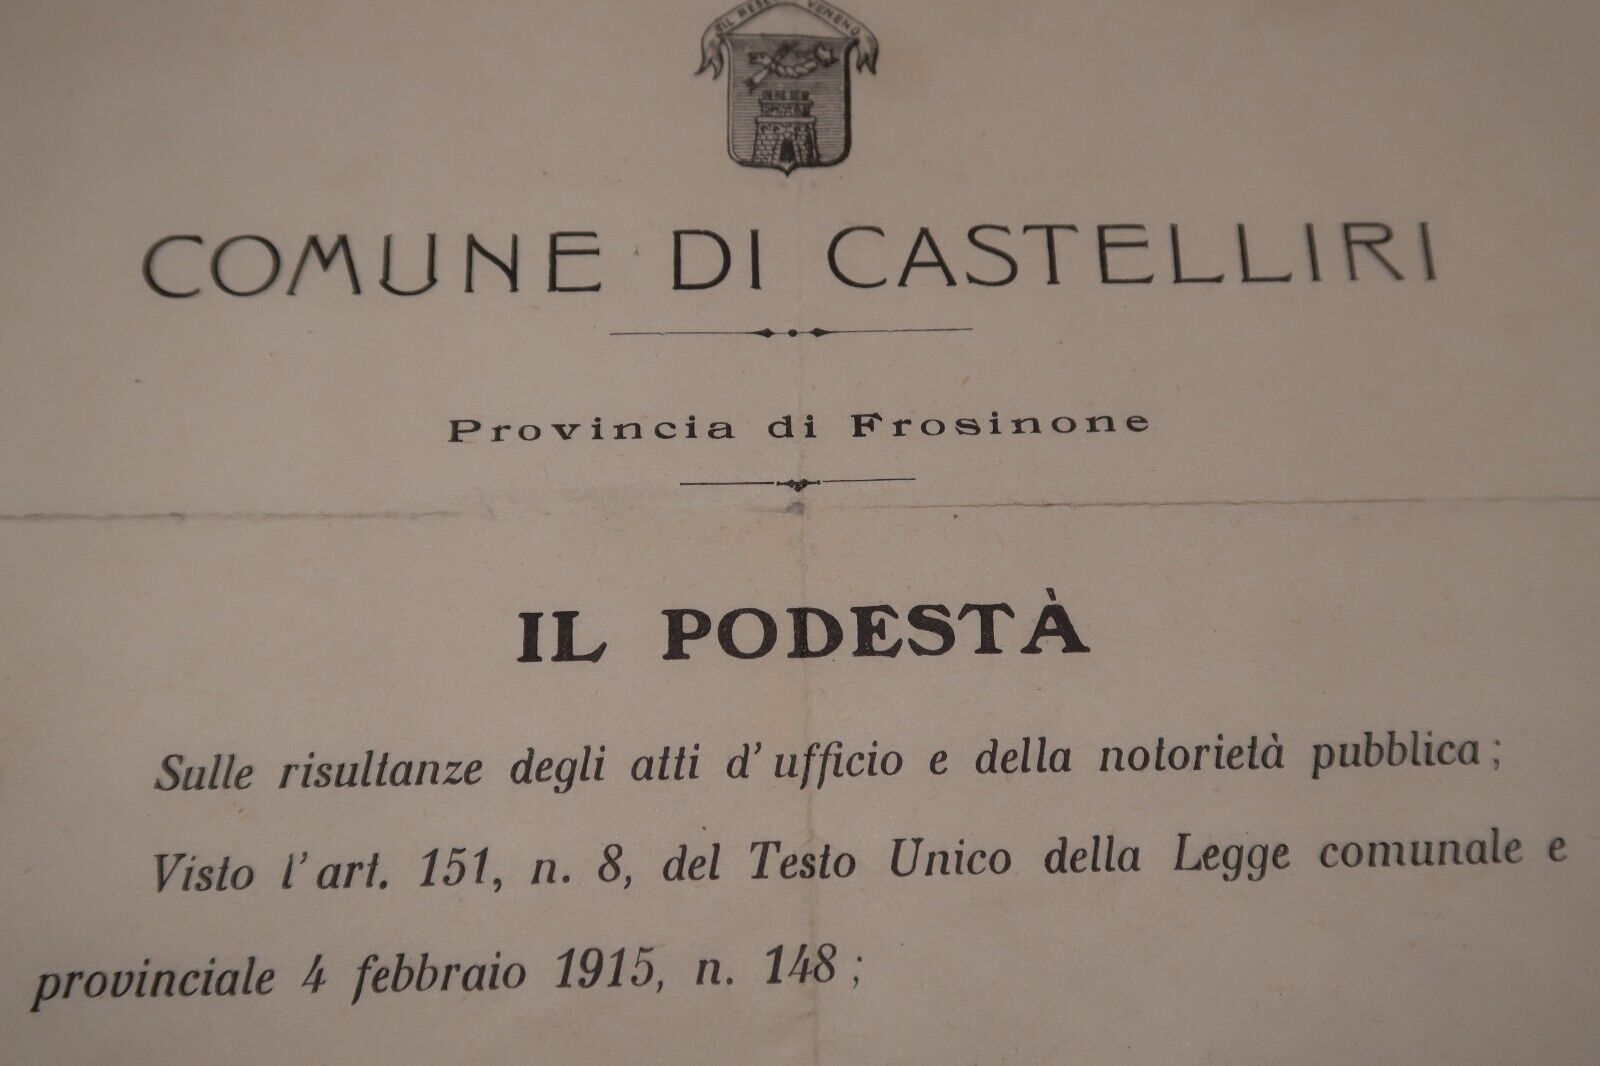 VENENO
COMUNE DI CASTELLIRI
Provincia di Frosinone
IL PODESTÀ
Sulle risultanze degli atti d'ufficio e della notorietà pubblica;
Visto l'art. 151, n. 8, del Testo Unico della Legge comunale e
provinciale 4 febbraio 1915, n. 148;